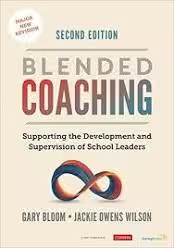 MAJOR
NEW
REVISION
SECOND EDITION
BLENDED
COACHING
Supporting the Development and
Supervision of School Leaders
GARY BLOOM • JACKIE OWENS WILSON
CORWIN